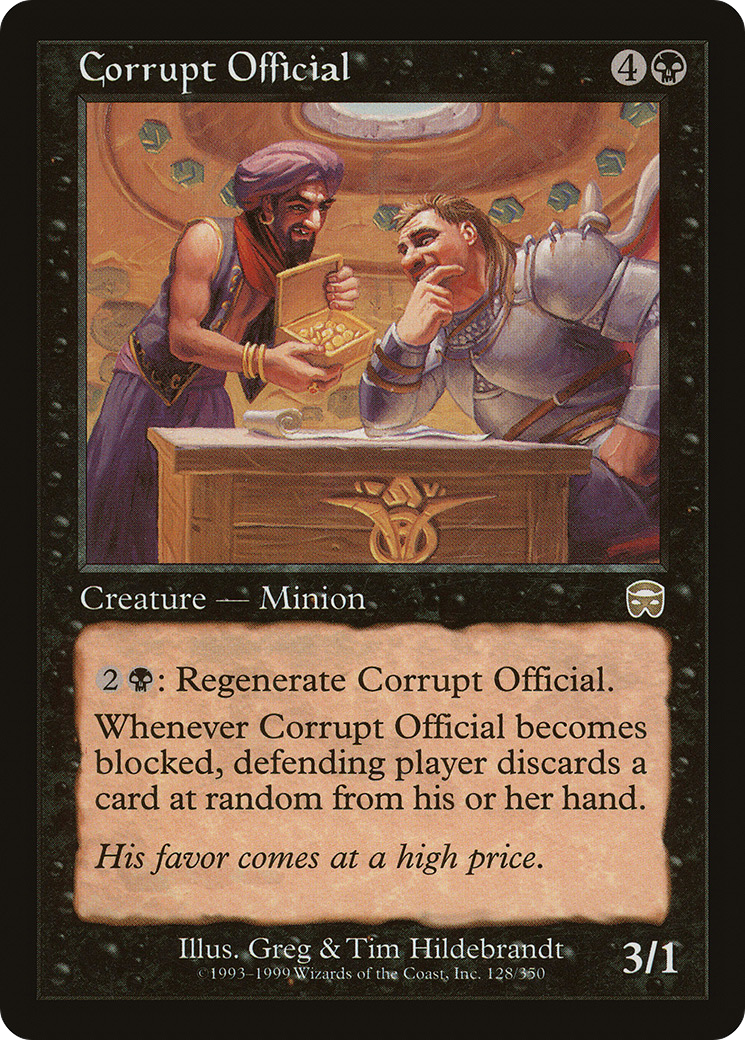 Corrupt Official 4
Creature — Minion
2: Regenerate Corrupt Official.
Whenever Corrupt Official becomes
blocked, defending player discards a
card at random from his or her hand.
His favor comes at a high price.
Illus. Greg & Tim Hildebrandt
©1993–1999 Wizards of the Coast, Inc. 128/350
3/1